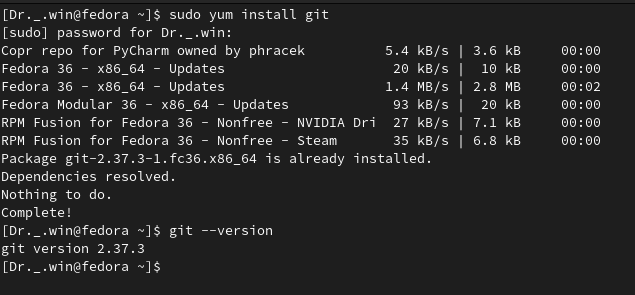 [Dr._.win@fedora ~]$ sudo yum install git
[sudo] password for Dr._.win:
Copr repo for PyCharm owned by phracek 5.4 kB/s | 3.6 kB 00:00
Fedora 36 - x86_64 - Updates 20 kB/s | 10 kB 00:00
Fedora 36 - x86_64 - Updates 1.4 MB/s | 2.8 MB 00:02
Fedora Modular 36 - x86_64 - Updates 93 kB/s | 20 kB 00:00
RPM Fusion for Fedora 36 - Nonfree - NVIDIA Dri 27 kB/s | 7.1 kB 00:00
RPM Fusion for Fedora 36 - Nonfree - Steam 35 kB/s | 6.8 kB 00:00
Package git-2.37.3-1.fc36.x86_64 is already installed.
Dependencies resolved.
Nothing to do.
Complete!
[Dr._.win@fedora ~]$ git --version
git version 2.37.3
[Dr._.win@fedora ~]$